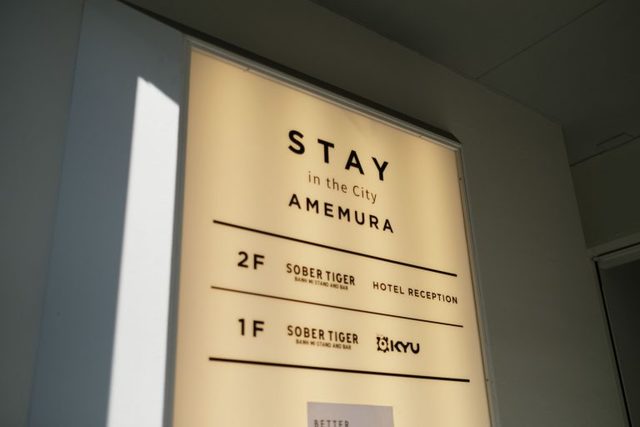 STAY
in the City
AMEMURA
2F SOBER TIGER HOTEL RECEPTION
BANH MI STAND AND BAR
1F SOBER TIGER KYU
BANH MI STAND AND BAR
BETTER